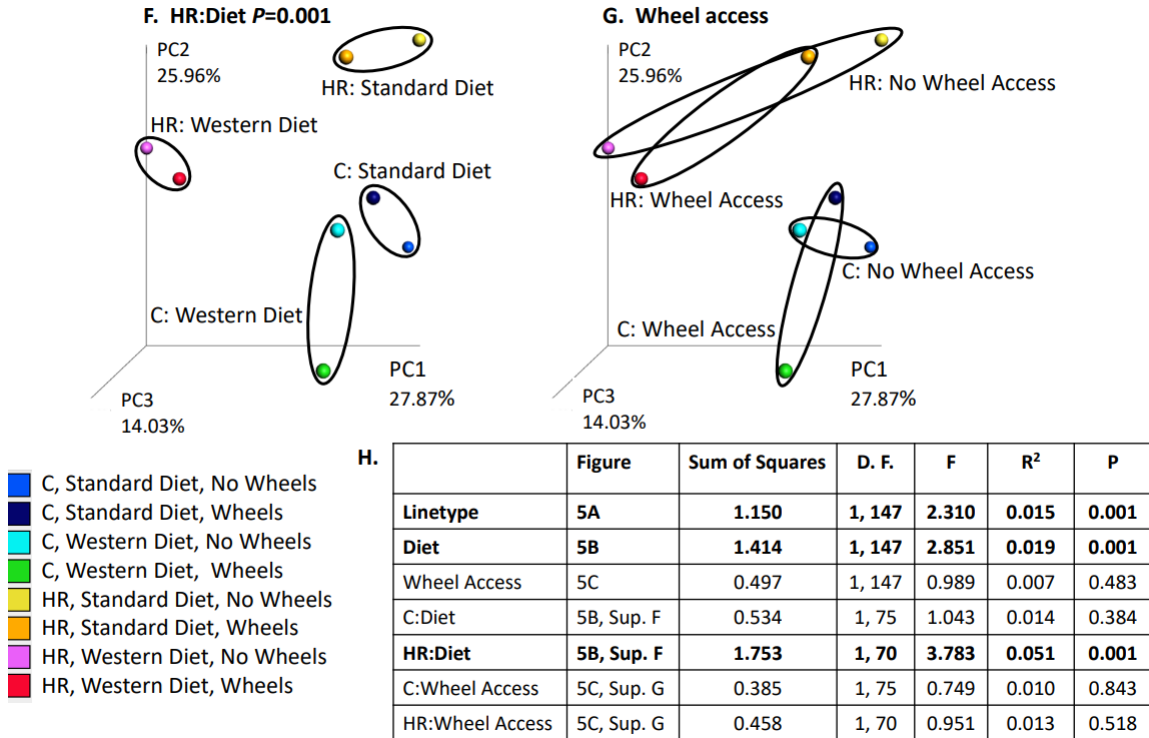 F. HR:Diet P=0.001
PC2
25.96%
HR: Standard Diet
HR: Western Diet
C: Standard Diet
C: Western Diet
PC1
27.87%
PC3
14.03%
G. Wheel access
PC2
25.96%
HR: No Wheel Access
HR: Wheel Access
C: No Wheel Access
C: Wheel Access
PC1
27.87%
PC3
14.03%
C, Standard Diet, No Wheels
C, Standard Diet, Wheels
C, Western Diet, No Wheels
C, Western Diet, Wheels
HR, Standard Diet, No Wheels
HR, Standard Diet, Wheels
HR, Western Diet, No Wheels
HR, Western Diet, Wheels
H.
Figure Sum of Squares D. F. F R² P
Linetype 5A 1.150 1, 147 2.310 0.015 0.001
Diet 5B 1.414 1, 147 2.851 0.019 0.001
Wheel Access 5C 0.497 1, 147 0.989 0.007 0.483
C:Diet 5B, Sup. F 0.534 1, 75 1.043 0.014 0.384
HR:Diet 5B, Sup. F 1.753 1, 70 3.783 0.051 0.001
C:Wheel Access 5C, Sup. G 0.385 1, 75 0.749 0.010 0.843
HR:Wheel Access 5C, Sup. G 0.458 1, 70 0.951 0.013 0.518